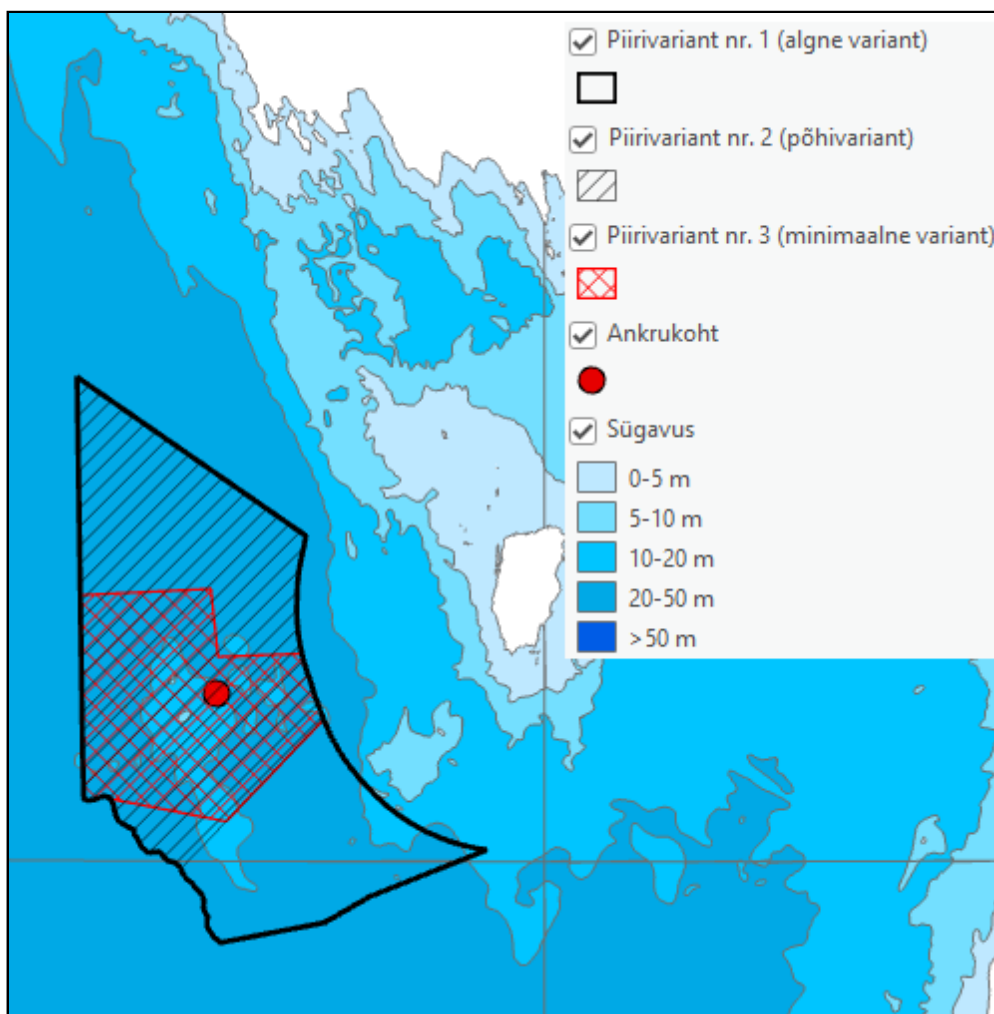 Piirivariant nr. 1 (algne variant)
Piirivariant nr. 2 (põhivariant)
Piirivariant nr. 3 (minimaalne variant)
Ankrukoht
Sügavus
0-5 m
5-10 m
10-20 m
20-50 m
>50 m